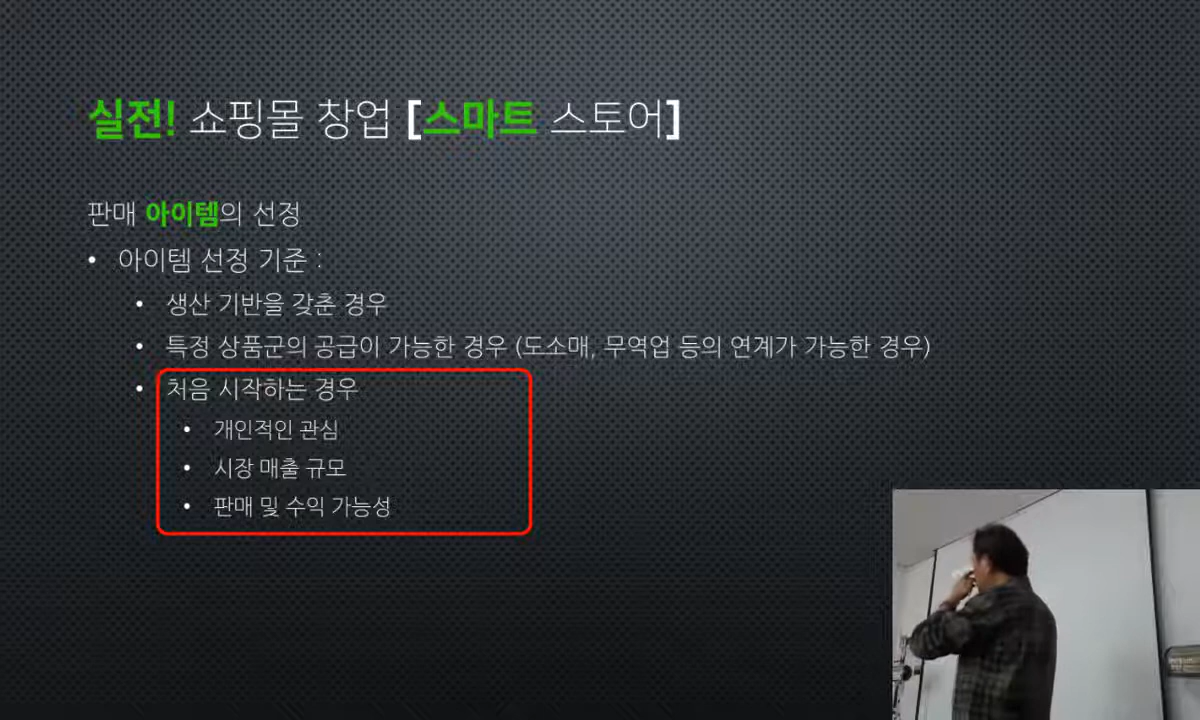 실전! 쇼핑몰 창업 [스마트 스토어]
판매 아이템의 선정
• 아이템 선정 기준 :
• 생산 기반을 갖춘 경우
• 특정 상품군의 공급이 가능한 경우 (도소매, 무역업 등의 연계가 가능한 경우)
• 처음 시작하는 경우
• 개인적인 관심
• 시장 매출 규모
• 판매 및 수익 가능성